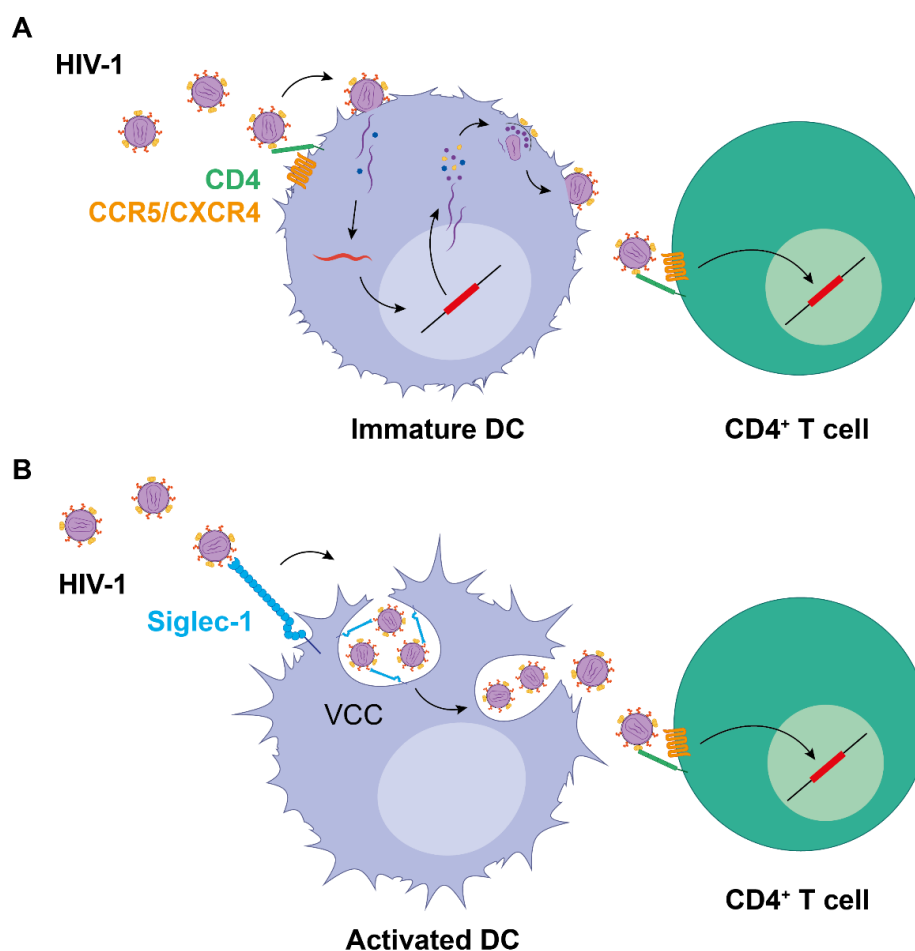 A
HIV-1
CD4
CCR5/CXCR4
Immature DC
CD4⁺ T cell
B
HIV-1
Siglec-1
VCC
CD4⁺ T cell
Activated DC